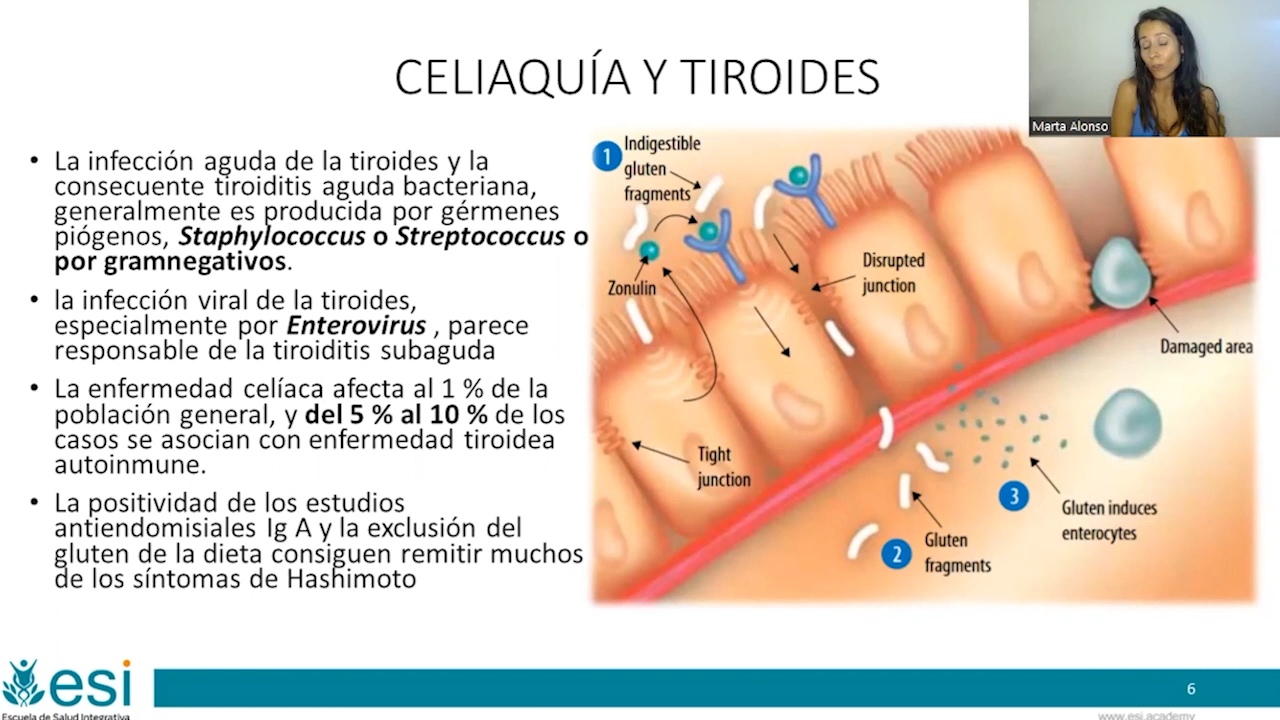 CELIAQUÍA Y TIROIDES
Marta Alonso
• La infección aguda de la tiroides y la
consecuente tiroiditis aguda bacteriana,
generalmente es producida por gérmenes
piógenos, Staphylococcus o Streptococcus o
por gramnegativos.
• la infección viral de la tiroides,
especialmente por Enterovirus , parece
responsable de la tiroiditis subaguda
• La enfermedad celíaca afecta al 1 % de la
población general, y del 5 % al 10 % de los
casos se asocian con enfermedad tiroidea
autoinmune.
• La positividad de los estudios
antiendomisiales Ig A y la exclusión del
gluten de la dieta consiguen remitir muchos
de los síntomas de Hashimoto
1
Indigestible
gluten
fragments
Zonulin
Disrupted
junction
Damaged area
Tight
junction
3
Gluten induces
enterocytes
2
Gluten
fragments
esi
Escuela de Salud Integrativa
6
www.esi.academy